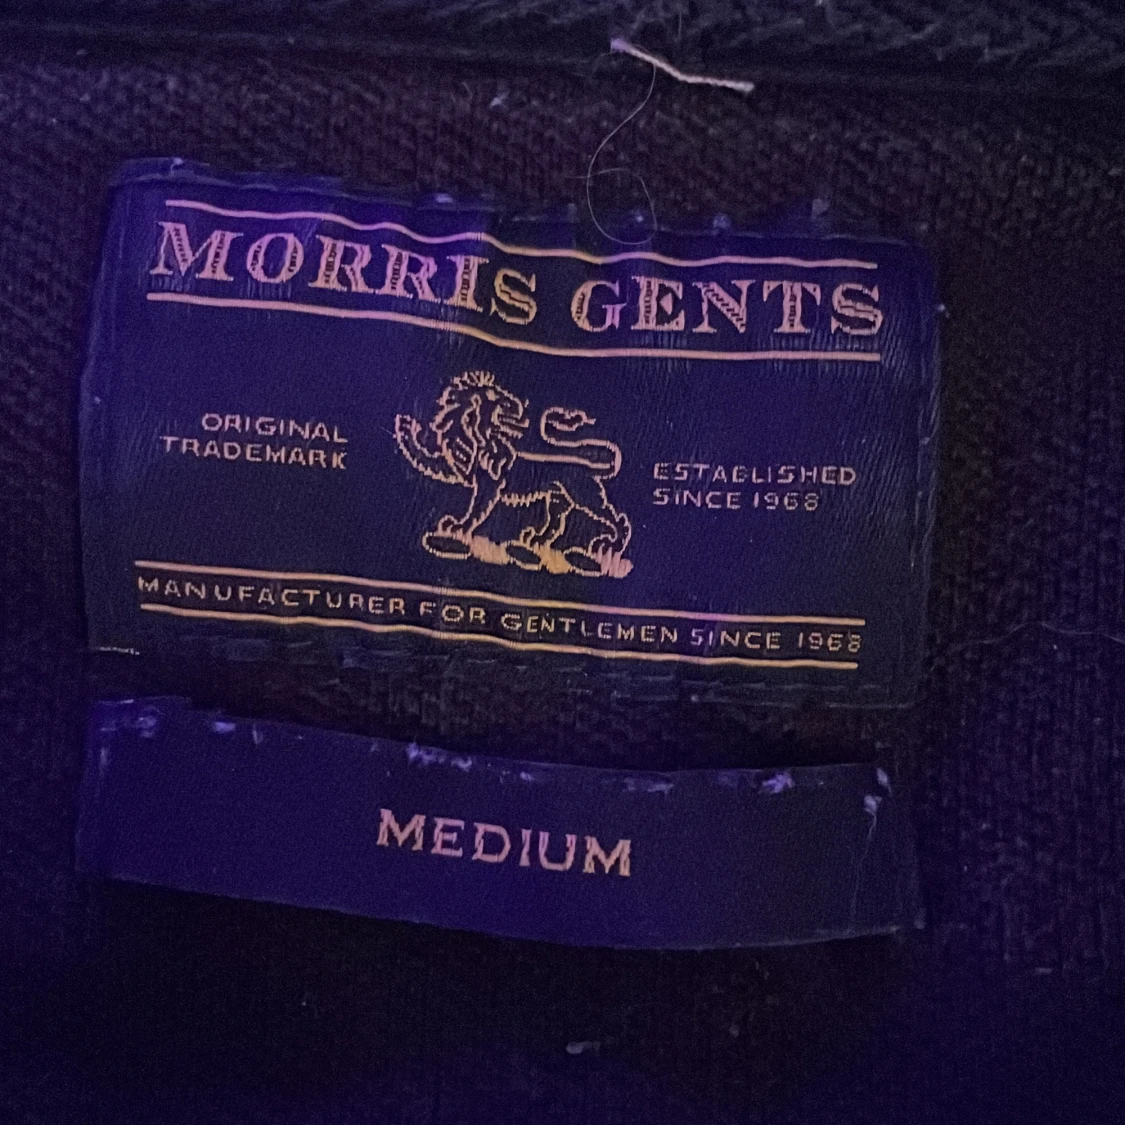 MORRIS GENTS
ORIGINAL
TRADEMARK
ESTABLISHED
SINCE 1968
MANUFACTURER FOR GENTLEMEN SINCE 1968
MEDIUM